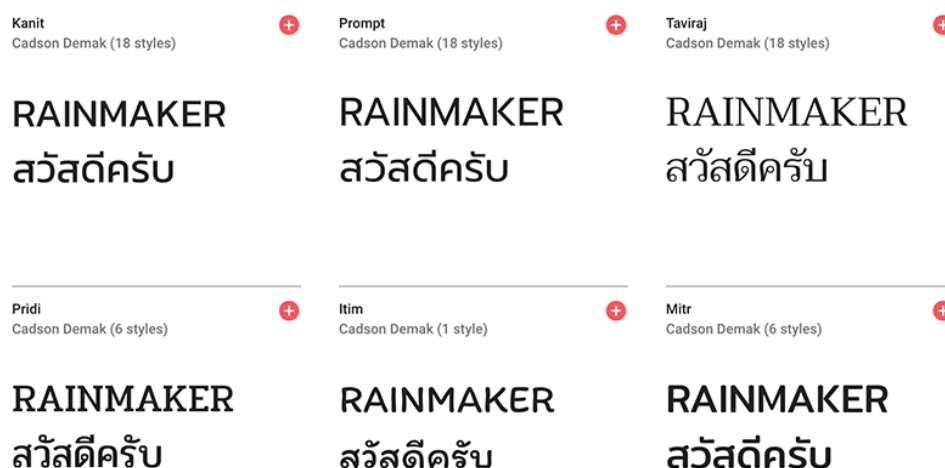 Kanit
Cadson Demak (18 styles)
RAINMAKER
สวัสดีครับ
Prompt
Cadson Demak (18 styles)
RAINMAKER
สวัสดีครับ
Taviraj
Cadson Demak (18 styles)
RAINMAKER
สวัสดีครับ
Pridi
Cadson Demak (6 styles)
RAINMAKER
สวัสดีครับ
Itim
Cadson Demak (1 style)
RAINMAKER
สวัสดีครับ
Mitr
Cadson Demak (6 styles)
RAINMAKER
สวัสดีครับ